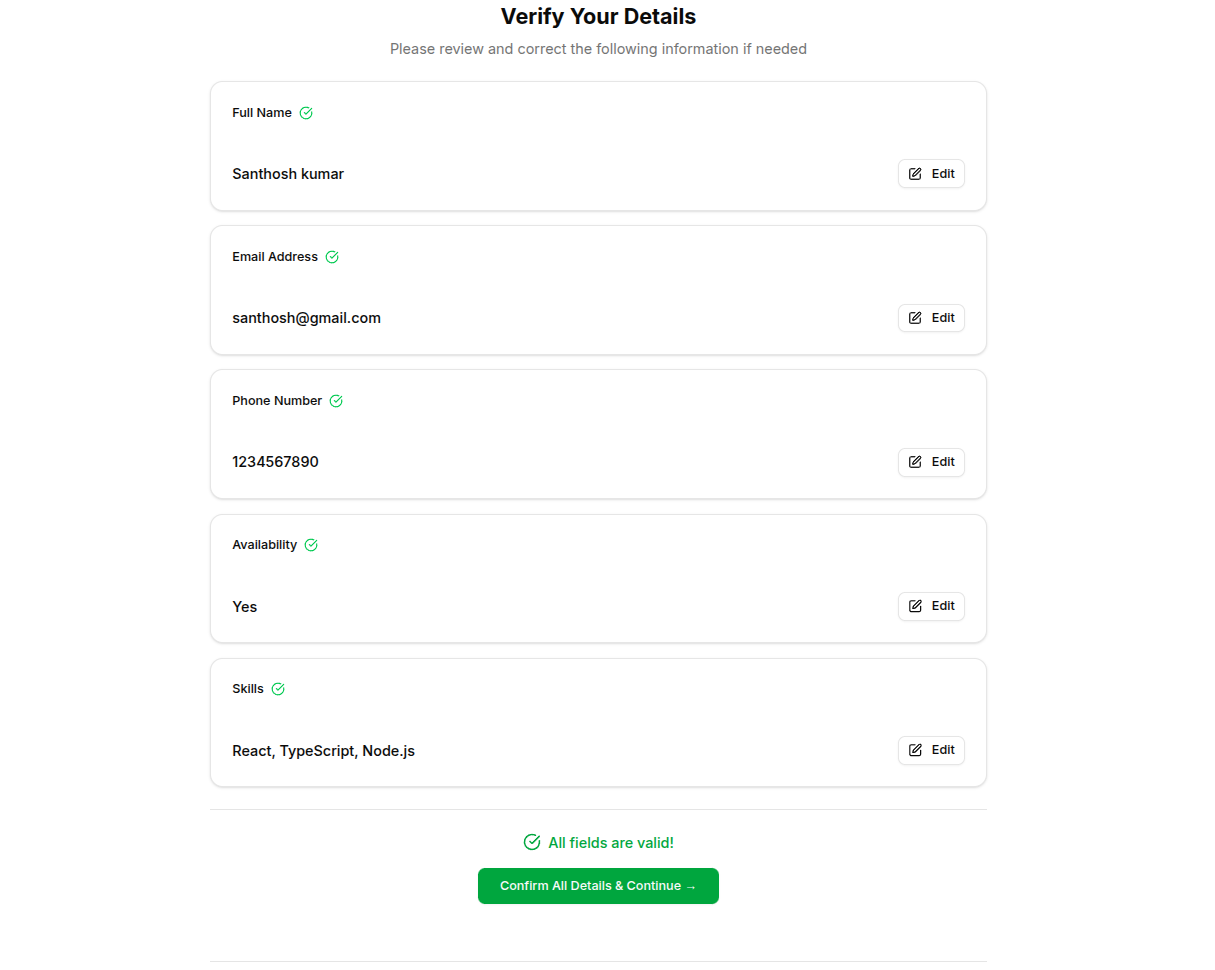 Verify Your Details
Please review and correct the following information if needed
Full Name
Santhosh kumar
Edit
Email Address
santhosh@gmail.com
Edit
Phone Number
1234567890
Edit
Availability
Yes
Edit
Skills
React, TypeScript, Node.js
Edit
All fields are valid!
Confirm All Details & Continue →